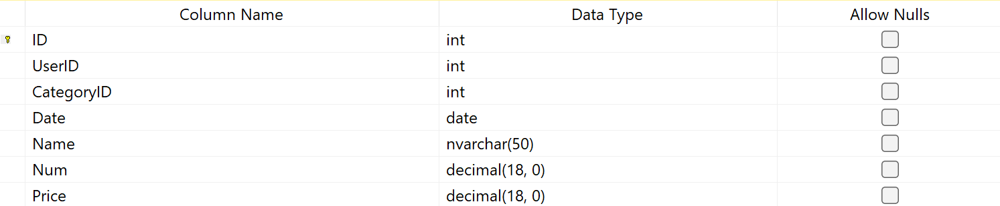 Column Name Data Type Allow Nulls
ID int
UserID int
CategoryID int
Date date
Name nvarchar(50)
Num decimal(18, 0)
Price decimal(18, 0)